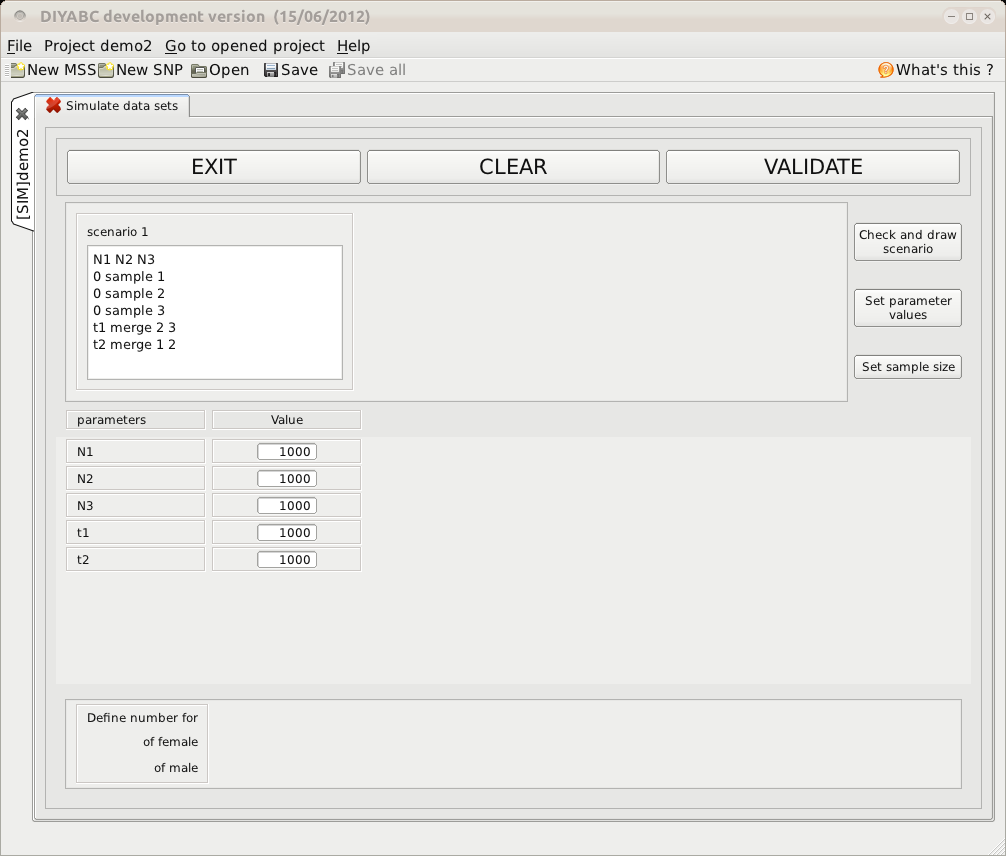 DIYABC development version (15/06/2012)
File Project demo2 Go to opened project Help
New MSS New SNP Open Save Save all What's this ?
[SIM]demo2
Simulate data sets
EXIT CLEAR VALIDATE
scenario 1
N1 N2 N3
0 sample 1
0 sample 2
0 sample 3
t1 merge 2 3
t2 merge 1 2
Check and draw
scenario
Set parameter
values
Set sample size
parameters Value
N1 1000
N2 1000
N3 1000
t1 1000
t2 1000
Define number for
of female
of male